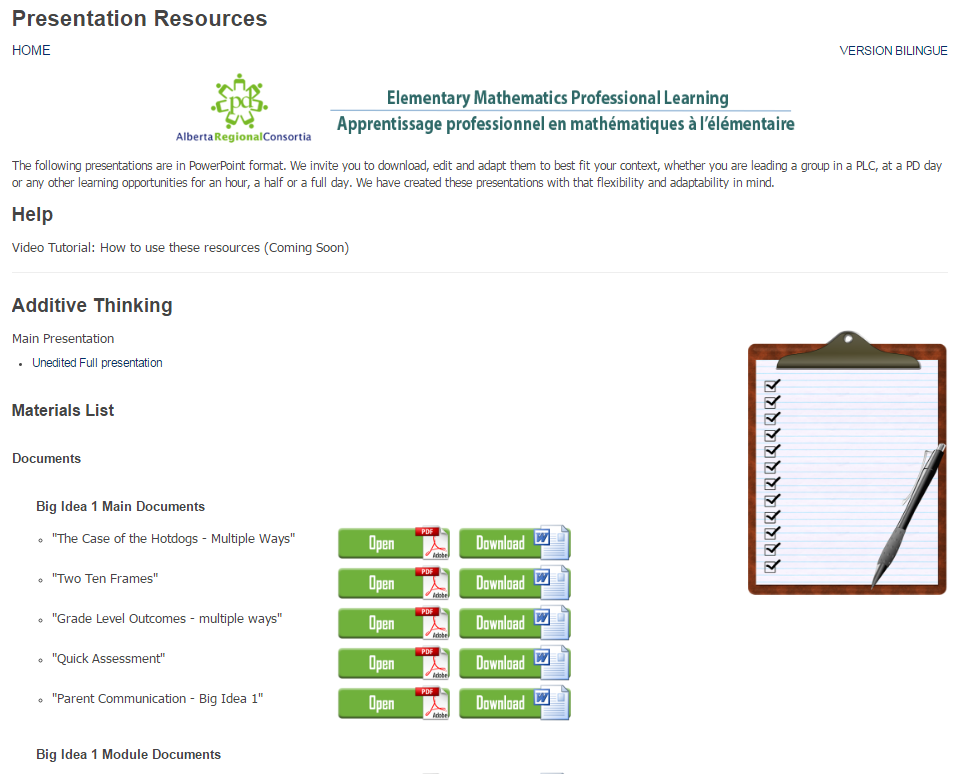 Presentation Resources
HOME
VERSION BILINGUE
pd
AlbertaRegionalConsortia
Elementary Mathematics Professional Learning
Apprentissage professionnel en mathématiques à l'élémentaire
The following presentations are in PowerPoint format. We invite you to download, edit and adapt them to best fit your context, whether you are leading a group in a PLC, at a PD day
or any other learning opportunities for an hour, a half or a full day. We have created these presentations with that flexibility and adaptability in mind.
Help
Video Tutorial: How to use these resources (Coming Soon)
Additive Thinking
Main Presentation
Unedited Full presentation
Materials List
Documents
Big Idea 1 Main Documents
"The Case of the Hotdogs - Multiple Ways" Open PDF Adobe Download W
"Two Ten Frames" Open PDF Adobe Download W
"Grade Level Outcomes - multiple ways" Open PDF Adobe Download W
"Quick Assessment" Open PDF Adobe Download W
"Parent Communication - Big Idea 1" Open PDF Adobe Download W
Big Idea 1 Module Documents